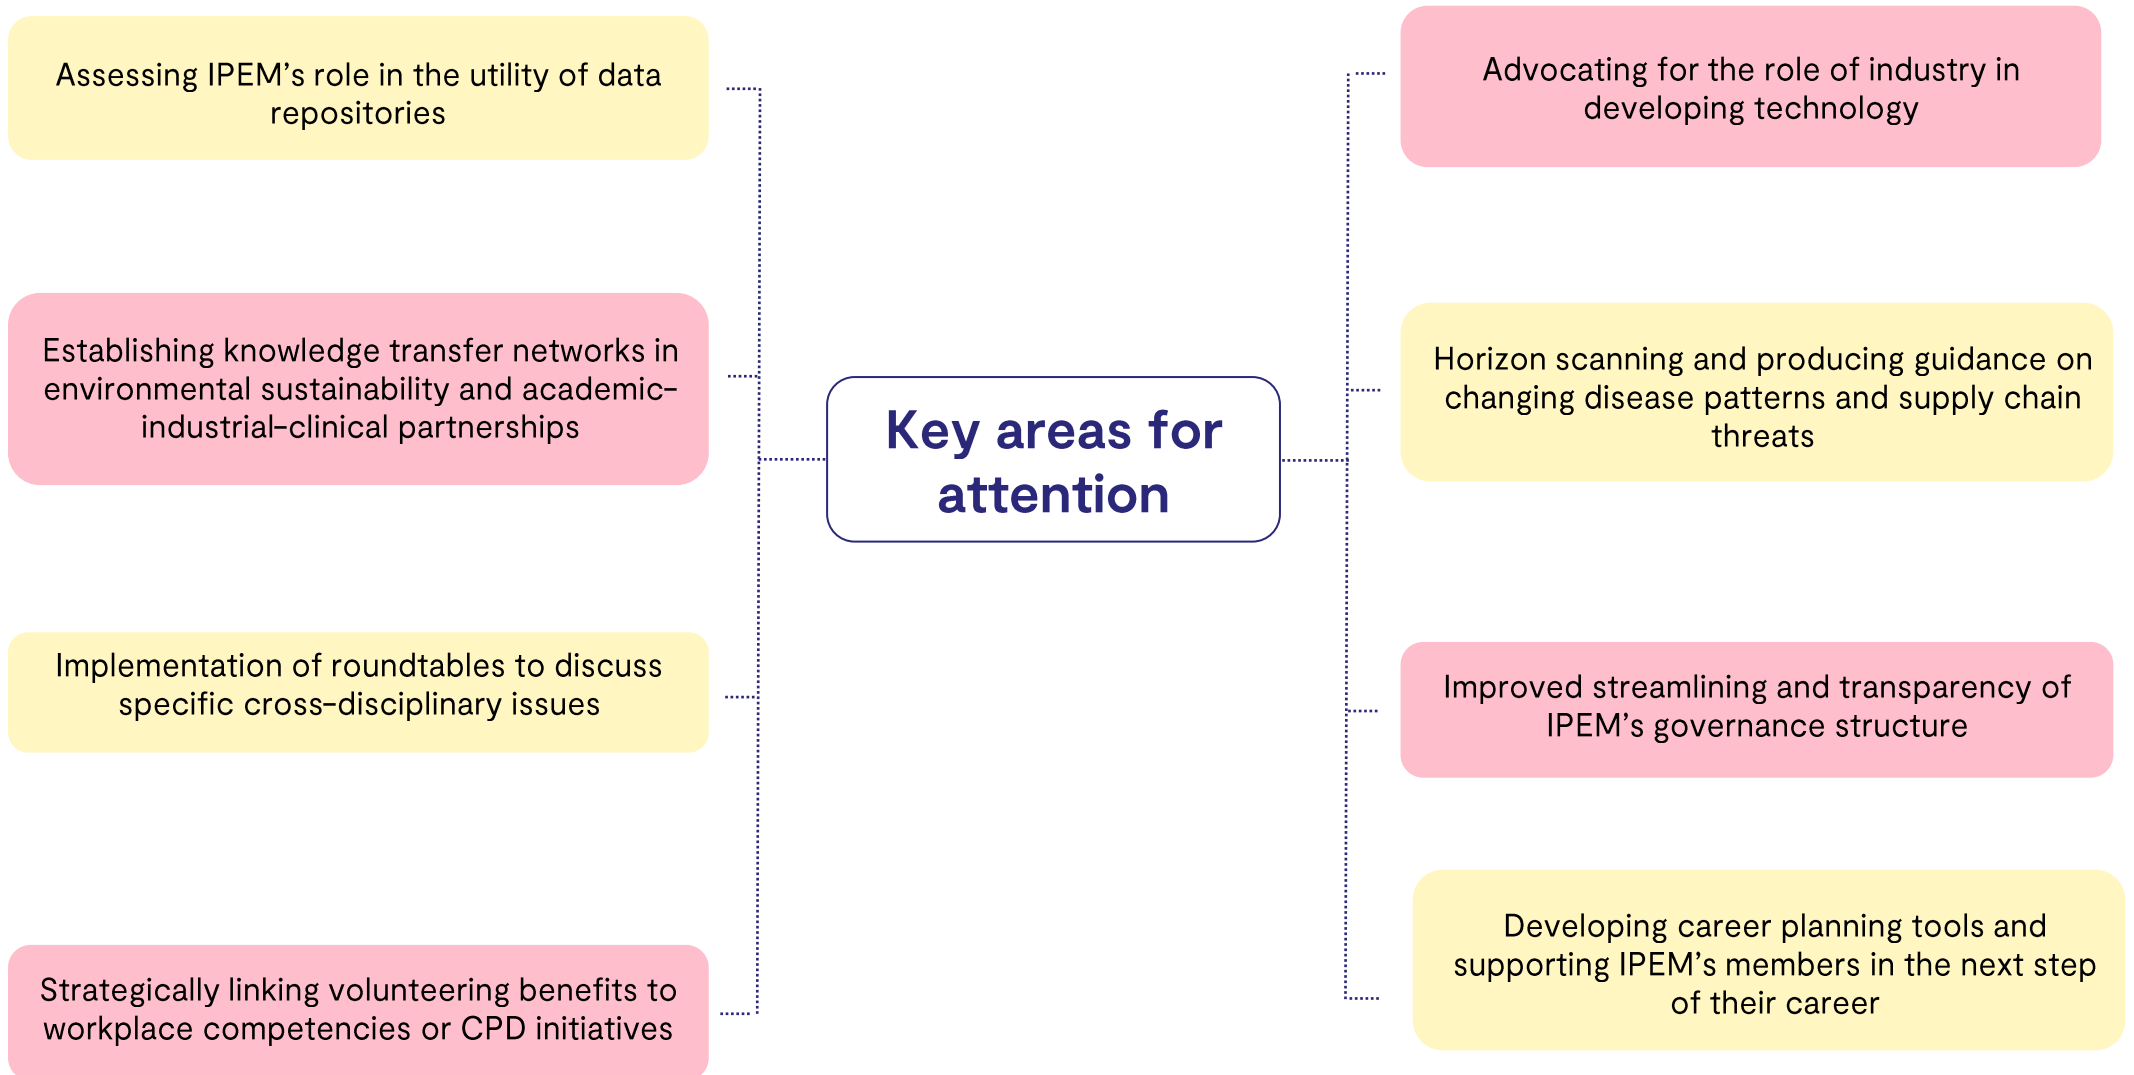 Assessing IPEM’s role in the utility of data
repositories
Establishing knowledge transfer networks in
environmental sustainability and academic-
industrial-clinical partnerships
Implementation of roundtables to discuss
specific cross-disciplinary issues
Strategically linking volunteering benefits to
workplace competencies or CPD initiatives
Key areas for
attention
Advocating for the role of industry in
developing technology
Horizon scanning and producing guidance on
changing disease patterns and supply chain
threats
Improved streamlining and transparency of
IPEM’s governance structure
Developing career planning tools and
supporting IPEM’s members in the next step
of their career